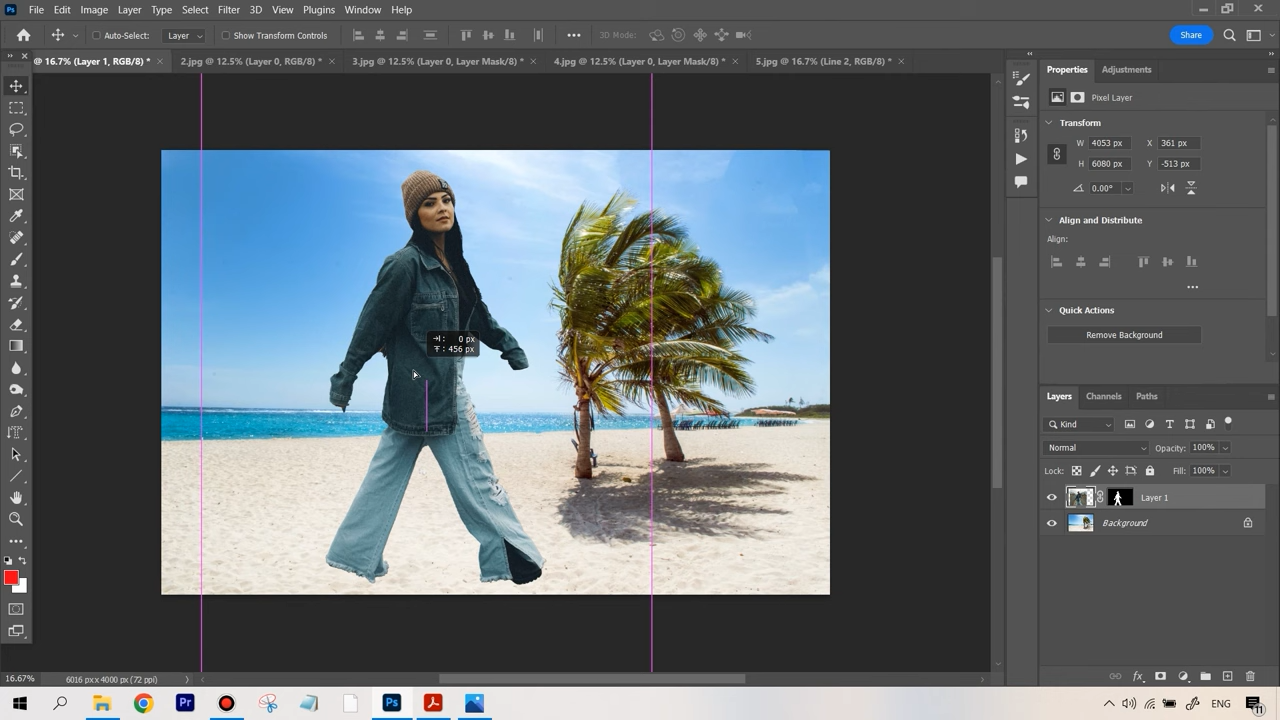 Ps File Edit Image Layer Type Select Filter 3D View Plugins Window Help
Auto-Select: Layer Show Transform Controls 3D Mode: Share
@ 16.7% (Layer 1, RGB/8) * 2.jpg @ 12.5% (Layer 0, RGB/8) * 3.jpg @ 12.5% (Layer 0, Layer Mask/8) * 4.jpg @ 12.5% (Layer 0, Layer Mask/8) * 5.jpg @ 16.7% (Line 2, RGB/8) *
Properties Adjustments
Pixel Layer
Transform
W 4053 px X 361 px
H 6080 px Y -513 px
0.00°
Align and Distribute
Align:
Quick Actions
Remove Background
: 0 px
: 456 px
Layers Channels Paths
Kind
Normal Opacity: 100%
Lock: Fill: 100%
Layer 1
Background
16.67% 6016 px x 4000 px (72 ppi)
Pr Ps ENG 11